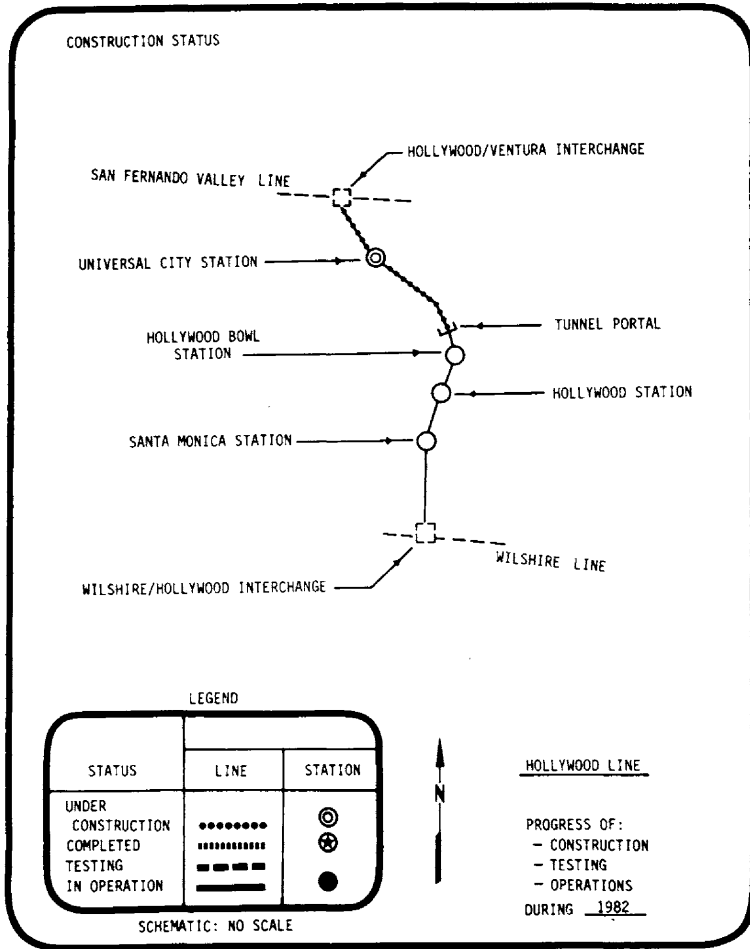 CONSTRUCTION STATUS
HOLLYWOOD/VENTURA INTERCHANGE
SAN FERNANDO VALLEY LINE
UNIVERSAL CITY STATION
TUNNEL PORTAL
HOLLYWOOD BOWL
STATION
HOLLYWOOD STATION
SANTA MONICA STATION
WILSHIRE LINE
WILSHIRE/HOLLYWOOD INTERCHANGE
LEGEND
STATUS LINE STATION
UNDER
CONSTRUCTION
COMPLETED
TESTING
IN OPERATION
SCHEMATIC: NO SCALE
N
HOLLYWOOD LINE
PROGRESS OF:
- CONSTRUCTION
- TESTING
- OPERATIONS
DURING 1982